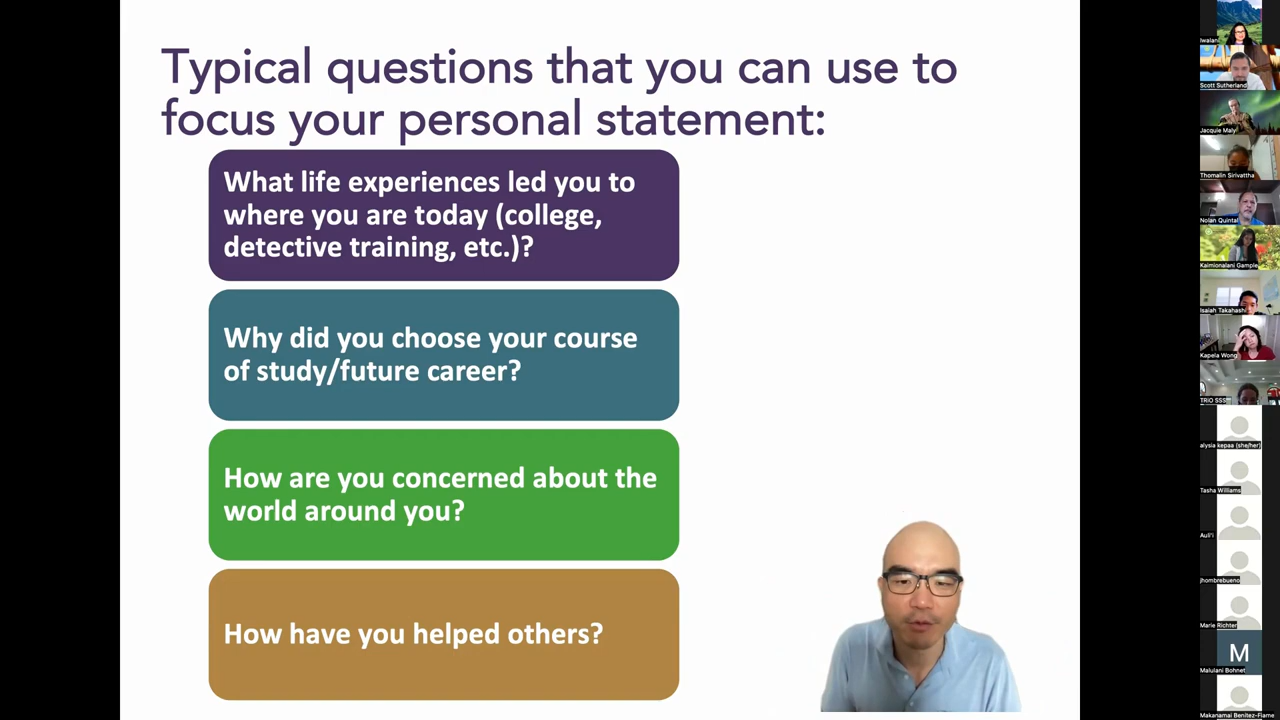 Typical questions that you can use to
focus your personal statement:
What life experiences led you to
where you are today (college,
detective training, etc.)?
Why did you choose your course
of study/future career?
How are you concerned about the
world around you?
How have you helped others?
Iwalani
Scott Sutherland
Jacquie Maly
Thomalin Sirivattha
Nolan Quintal
Kaimionalani Gample
Isaiah Takahashi
Kapela Wong
TRIO SSS
alysia kepaa (she/her)
Tasha Williams
Auli'i
jhombrebueno
Marie Richter
M
Malulani Bohnet
Makanamai Benitez-Fiame